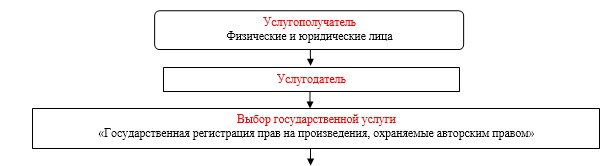 Услугополучатель
Физические и юридические лица
Услугодатель
Выбор государственной услуги
«Государственная регистрация прав на произведения, охраняемые авторским правом»